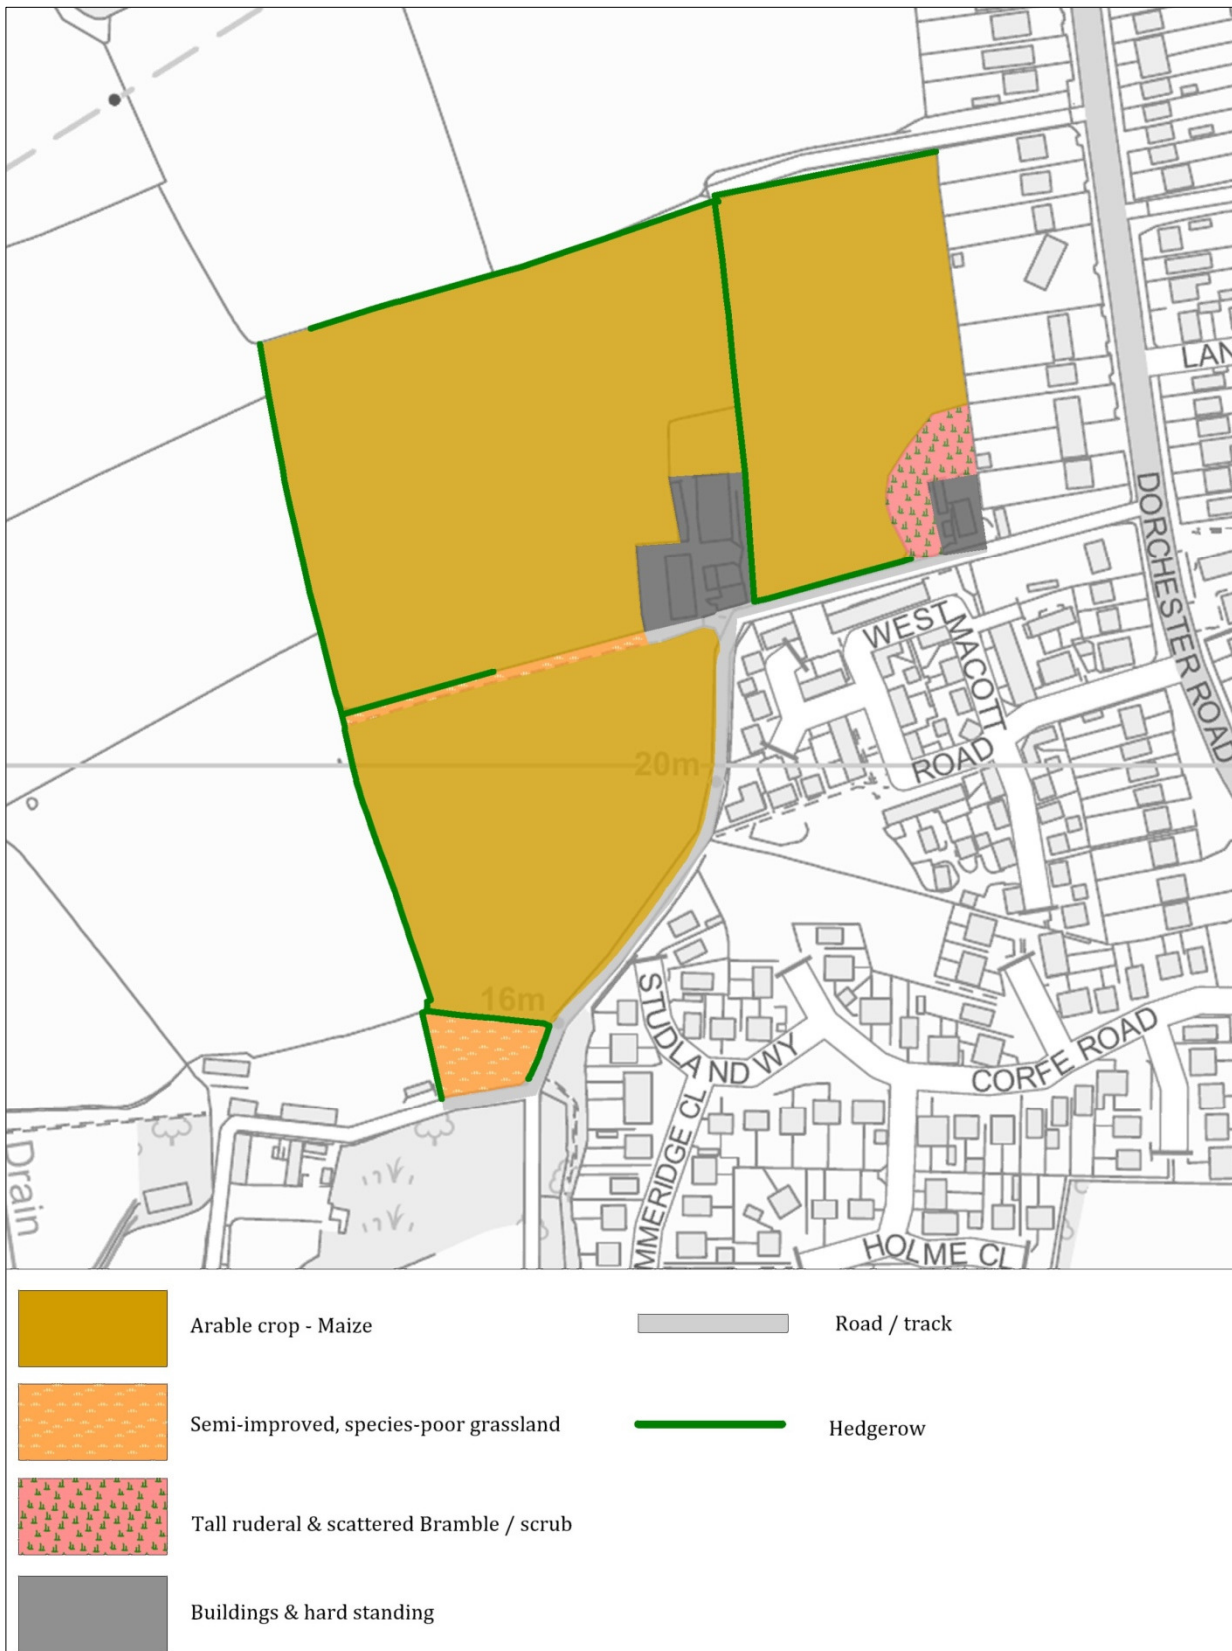 LAN
DORCHESTER ROAD
WEST
MACOTT
ROAD
20m
16m
STUDLAND WY
CORFE ROAD
MMERIDGE CL
HOLME CL
Drain
Arable crop - Maize
Road / track
Semi-improved, species-poor grassland
Hedgerow
Tall ruderal & scattered Bramble / scrub
Buildings & hard standing